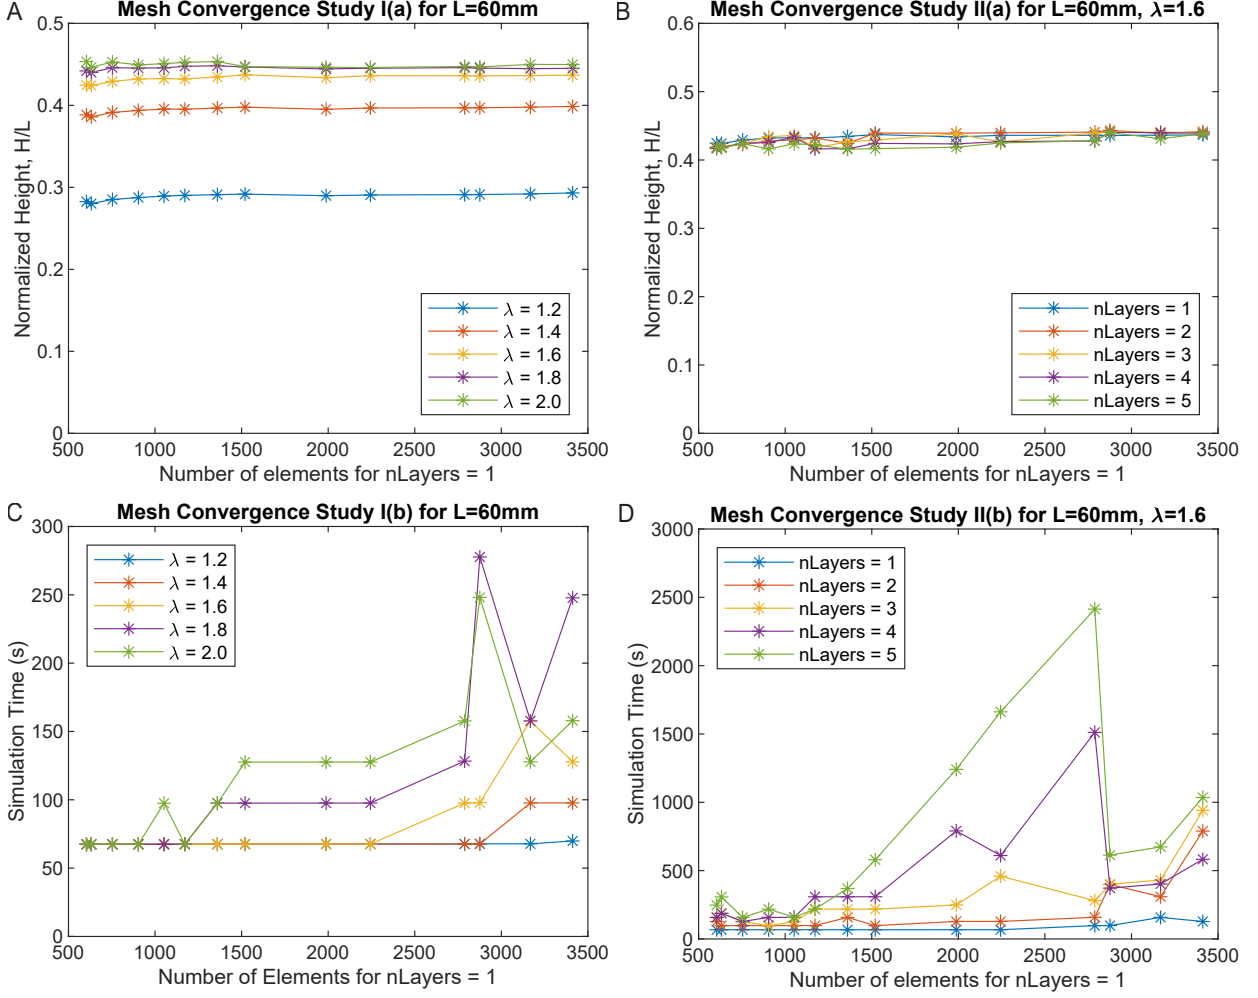 A
Mesh Convergence Study I(a) for L=60mm
Normalized Height, H/L
0.5
0.4
0.3
0.2
0.1
0
500 1000 1500 2000 2500 3000 3500
Number of elements for nLayers = 1
λ = 1.2
λ = 1.4
λ = 1.6
λ = 1.8
λ = 2.0
B
Mesh Convergence Study II(a) for L=60mm, λ=1.6
Normalized Height, H/L
0.6
0.5
0.4
0.3
0.2
0.1
0
500 1000 1500 2000 2500 3000 3500
Number of elements for nLayers = 1
nLayers = 1
nLayers = 2
nLayers = 3
nLayers = 4
nLayers = 5
C
Mesh Convergence Study I(b) for L=60mm
Simulation Time (s)
300
250
200
150
100
50
0
500 1000 1500 2000 2500 3000 3500
Number of Elements for nLayers = 1
λ = 1.2
λ = 1.4
λ = 1.6
λ = 1.8
λ = 2.0
D
Mesh Convergence Study II(b) for L=60mm, λ=1.6
Simulation Time (s)
3000
2500
2000
1500
1000
500
0
500 1000 1500 2000 2500 3000 3500
Number of elements for nLayers = 1
nLayers = 1
nLayers = 2
nLayers = 3
nLayers = 4
nLayers = 5